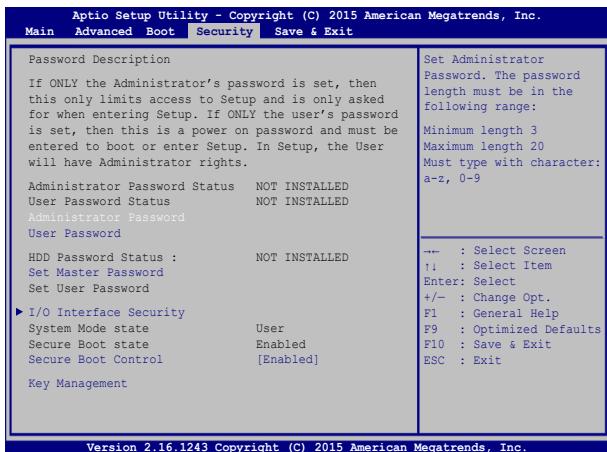 Aptio Setup Utility - Copyright (C) 2015 American Megatrends, Inc.
Main Advanced Boot Security Save & Exit
Password Description
If ONLY the Administrator's password is set, then
this only limits access to Setup and is only asked
for when entering Setup. If ONLY the user's password
is set, then this is a power on password and must be
entered to boot or enter Setup. In Setup, the User
will have Administrator rights.
Administrator Password Status NOT INSTALLED
User Password Status NOT INSTALLED
Administrator Password
User Password
HDD Password Status : NOT INSTALLED
Set Master Password
Set User Password
I/O Interface Security
System Mode state User
Secure Boot state Enabled
Secure Boot Control [Enabled]
Key Management
Set Administrator
Password. The password
length must be in the
following range:
Minimum length 3
Maximum length 20
Must type with character:
a-z, 0-9
→← : Select Screen
↑↓ : Select Item
Enter: Select
+/— : Change Opt.
F1 : General Help
F9 : Optimized Defaults
F10 : Save & Exit
ESC : Exit
Version 2.16.1243 Copyright (C) 2015 American Megatrends, Inc.